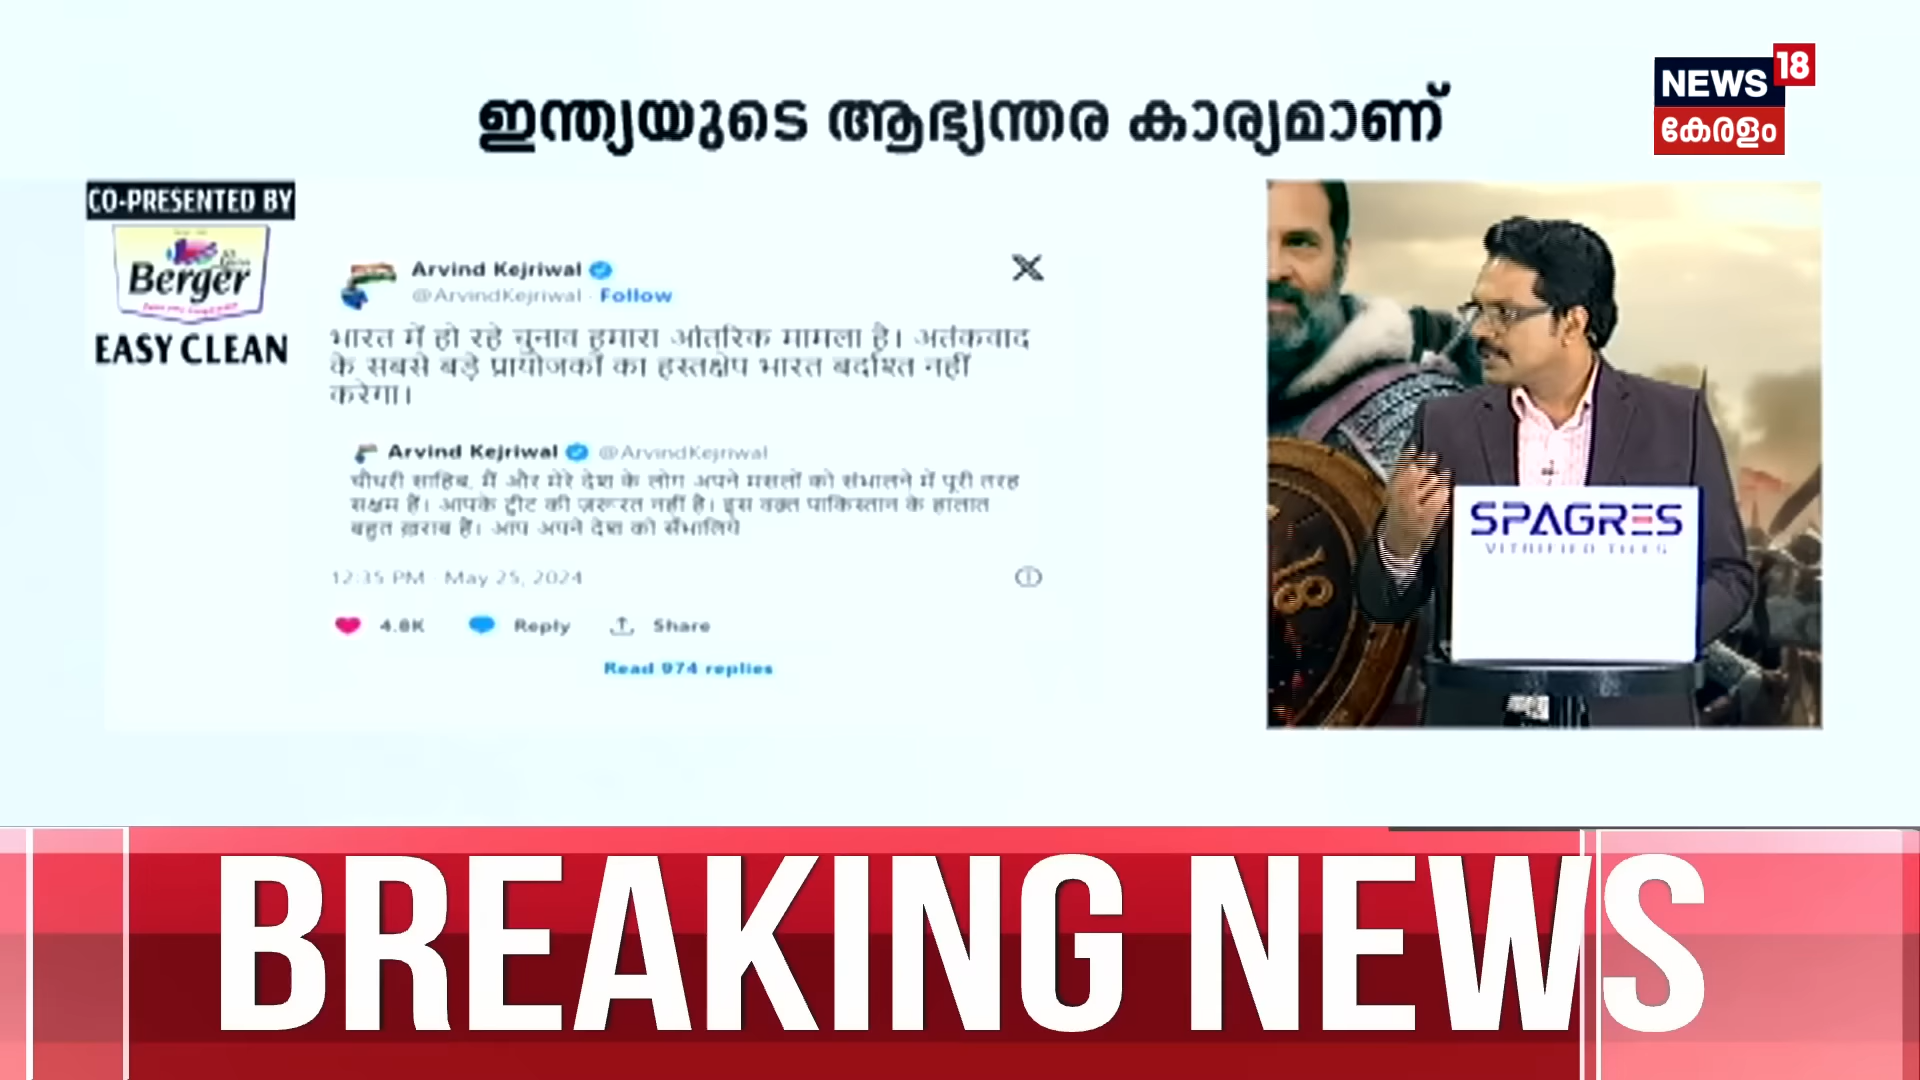 ഇന്ത്യയുടെ ആഭ്യന്തര കാര്യമാണ്
NEWS 18
കേരളം
CO-PRESENTED BY
Berger
EASY CLEAN
Arvind Kejriwal
@ArvindKejriwal · Follow
भारत में हो रहे चुनाव हमारा आंतरिक मामला है। आतंकवाद
के सबसे बड़े प्रायोजकों का हस्तक्षेप भारत बर्दाश्त नहीं
करेगा।
Arvind Kejriwal @ArvindKejriwal
चौधरी साहिब, मैं और मेरे देश के लोग अपने मसलों को संभालने में पूरी तरह
सक्षम हैं। आपके ट्वीट की ज़रूरत नहीं है। इस वक़्त पाकिस्तान के हालात
बहुत ख़राब हैं। आप अपने देश को सँभालिये
12:35 PM · May 25, 2024
4.8K Reply Share
Read 974 replies
SPAGRES
VITRIFIED TILES
18
BREAKING NEWS